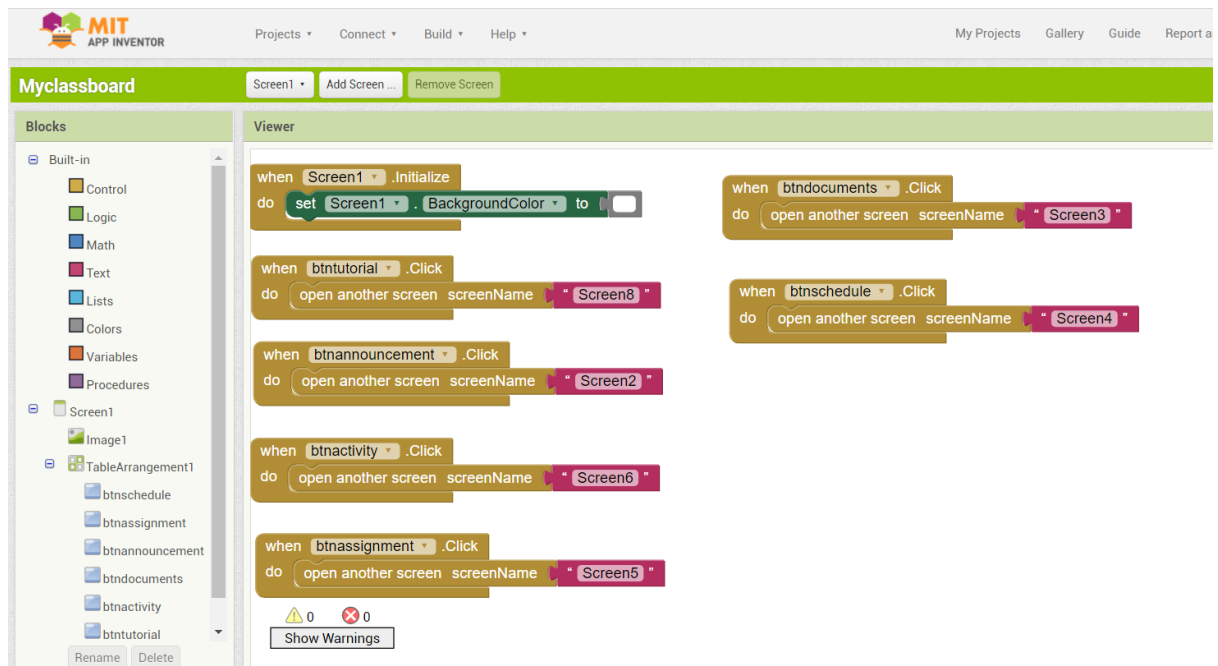 MIT
APP INVENTOR
Projects Connect Build Help My Projects Gallery Guide Report a
Myclassboard Screen1 Add Screen ... Remove Screen
Blocks
Built-in
Control
Logic
Math
Text
Lists
Colors
Variables
Procedures
Screen1
Image1
TableArrangement1
btnschedule
btnassignment
btnannouncement
btndocuments
btnactivity
btntutorial
Rename Delete
Viewer
when Screen1 .Initialize
do set Screen1 . BackgroundColor to
when btntutorial .Click
do open another screen screenName " Screen8 "
when btnannouncement .Click
do open another screen screenName " Screen2 "
when btnactivity .Click
do open another screen screenName " Screen6 "
when btnassignment .Click
do open another screen screenName " Screen5 "
0 0
Show Warnings
when btndocuments .Click
do open another screen screenName " Screen3 "
when btnschedule .Click
do open another screen screenName " Screen4 "